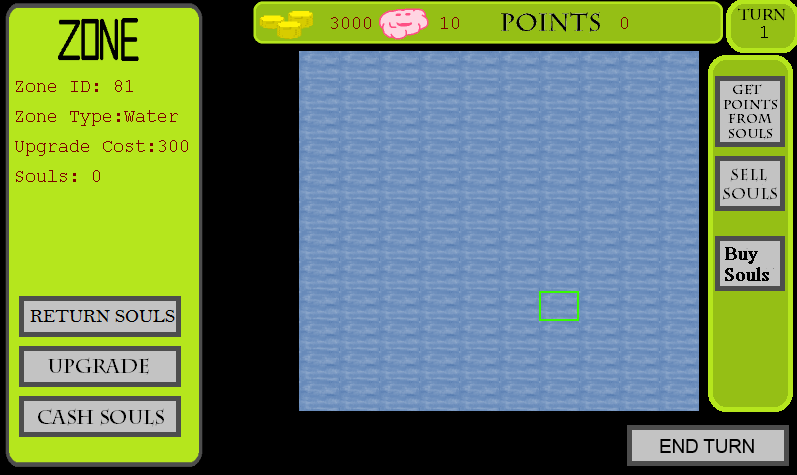 ZONE
Zone ID: 81
Zone Type:Water
Upgrade Cost:300
Souls: 0
RETURN SOULS
UPGRADE
CASH SOULS
3000 10 POINTS 0
TURN
1
GET
POINTS
FROM
SOULS
SELL
SOULS
Buy
Souls
END TURN